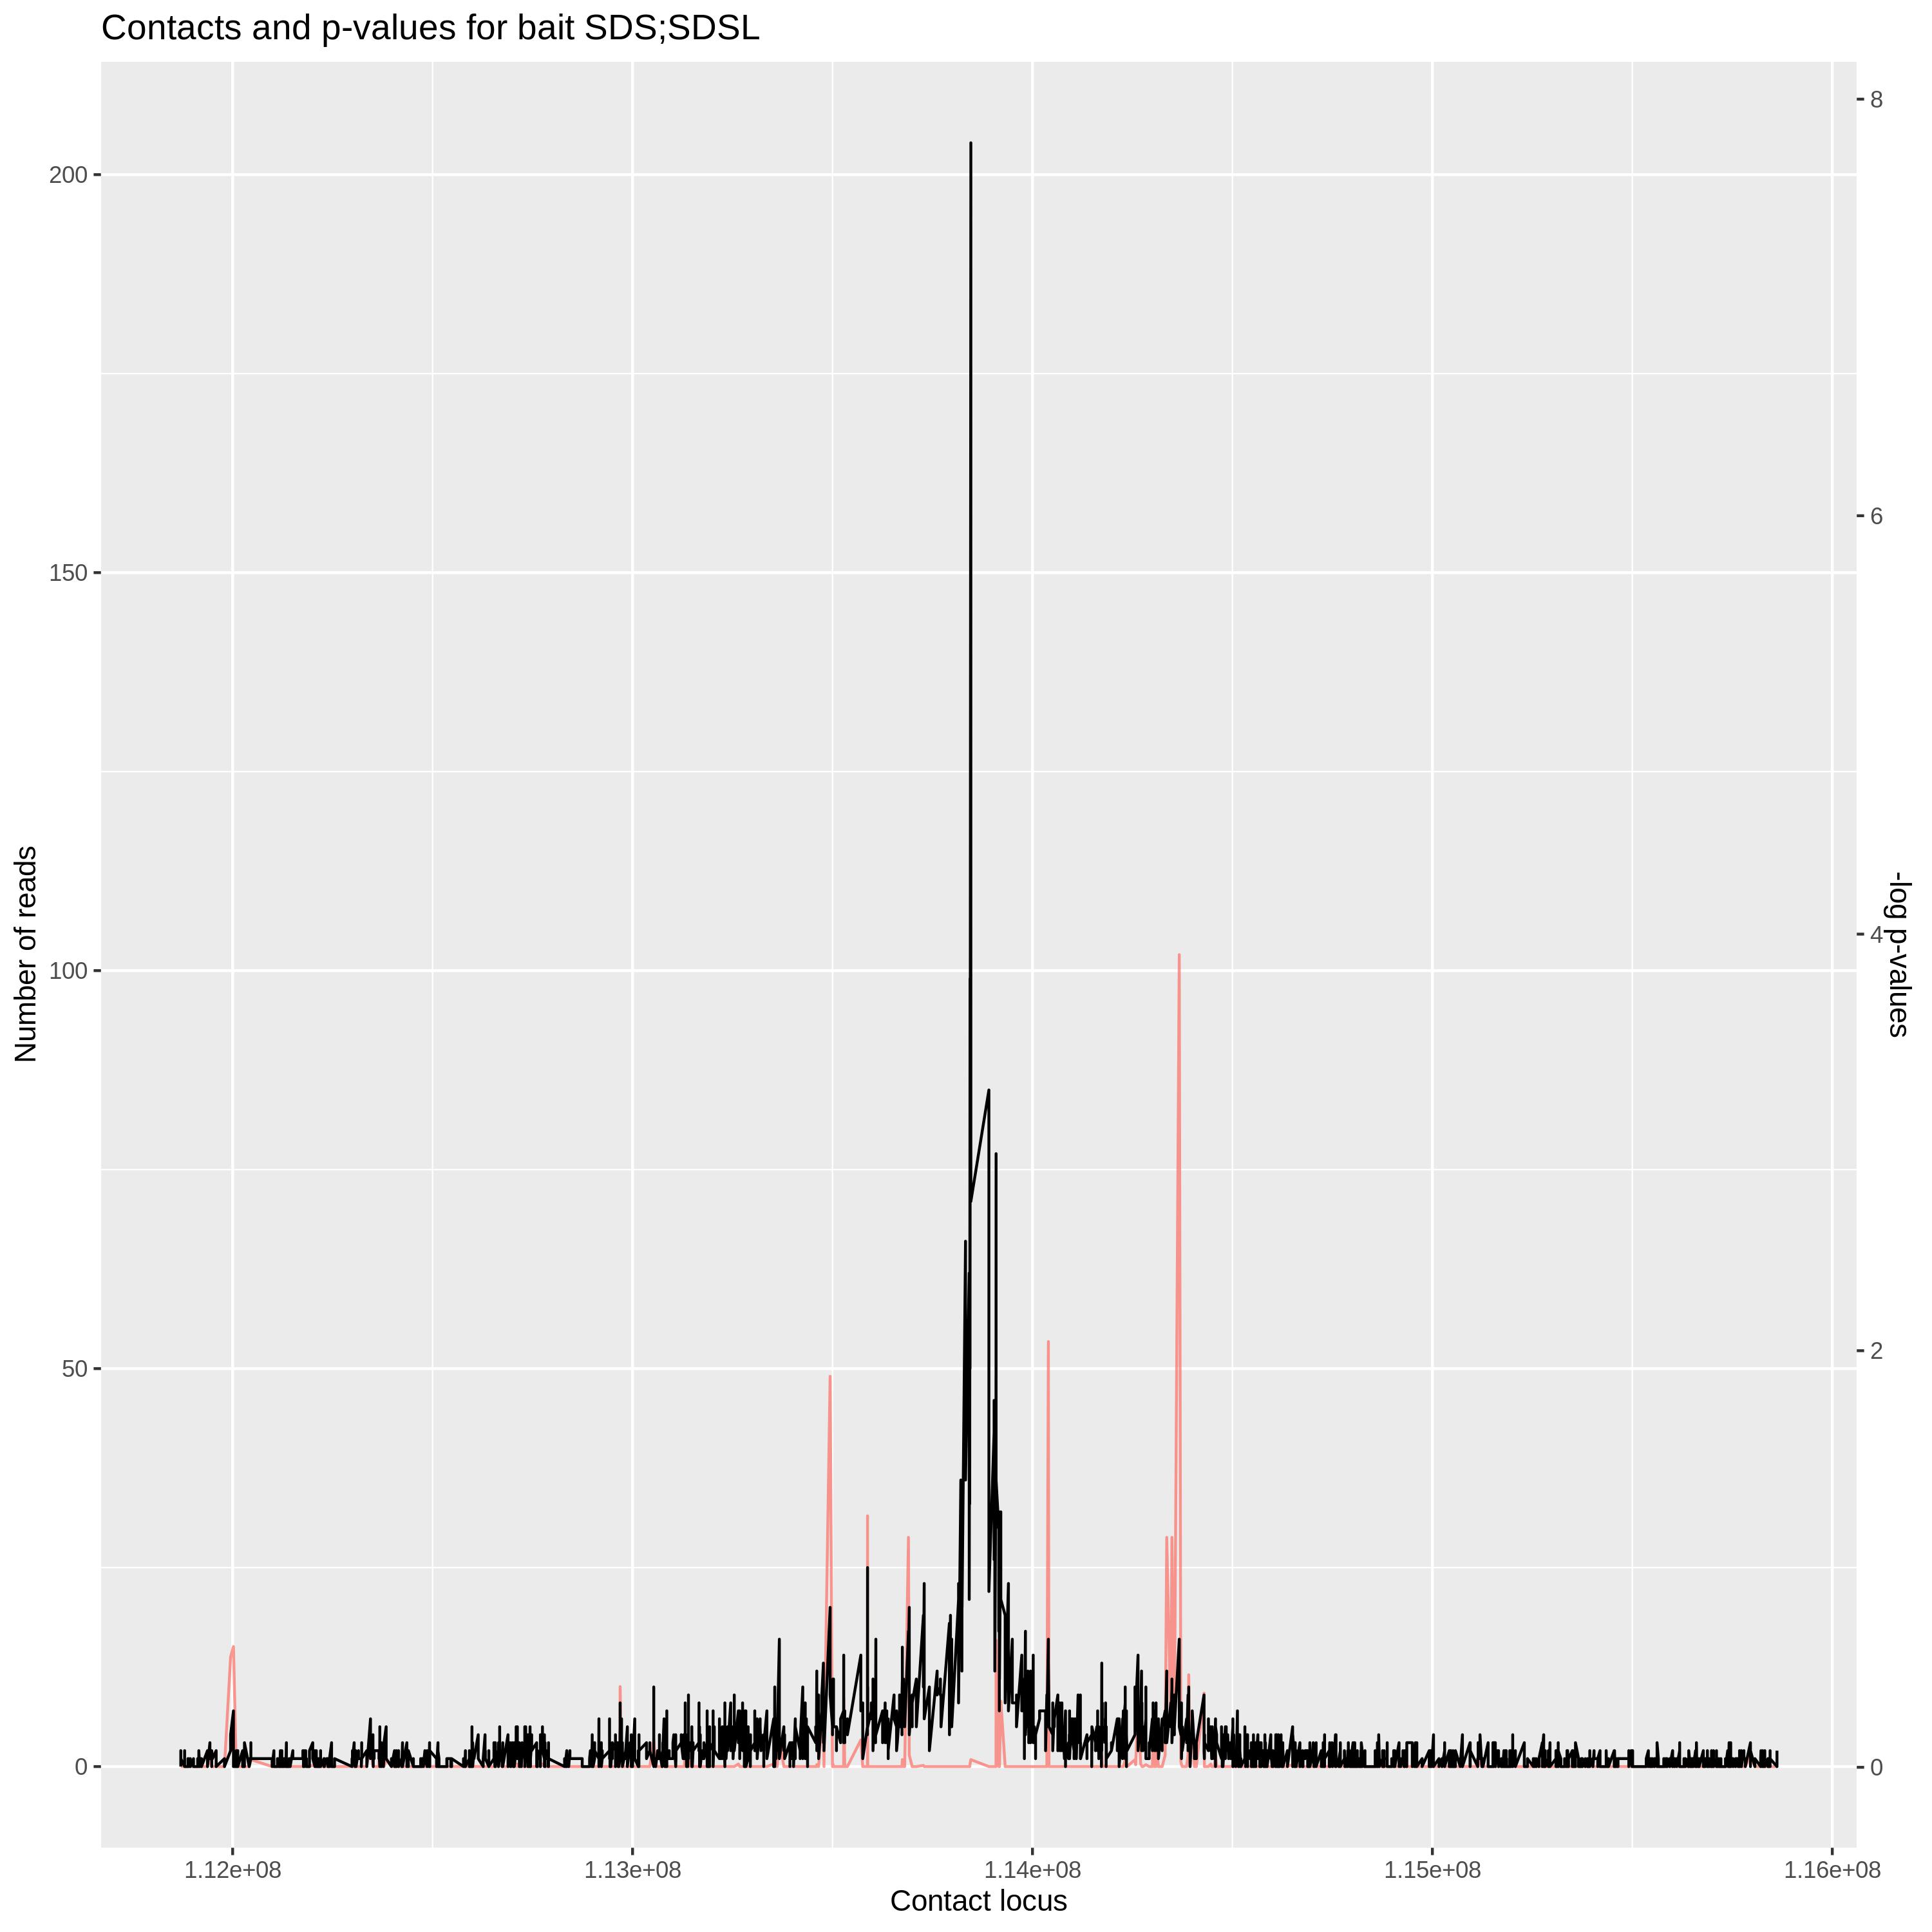 Contacts and p-values for bait SDS;SDSL
Number of reads
200
150
100
50
0
8
6
4
2
0
-log p-values
1.12e+08
1.13e+08
1.14e+08
1.15e+08
1.16e+08
Contact locus